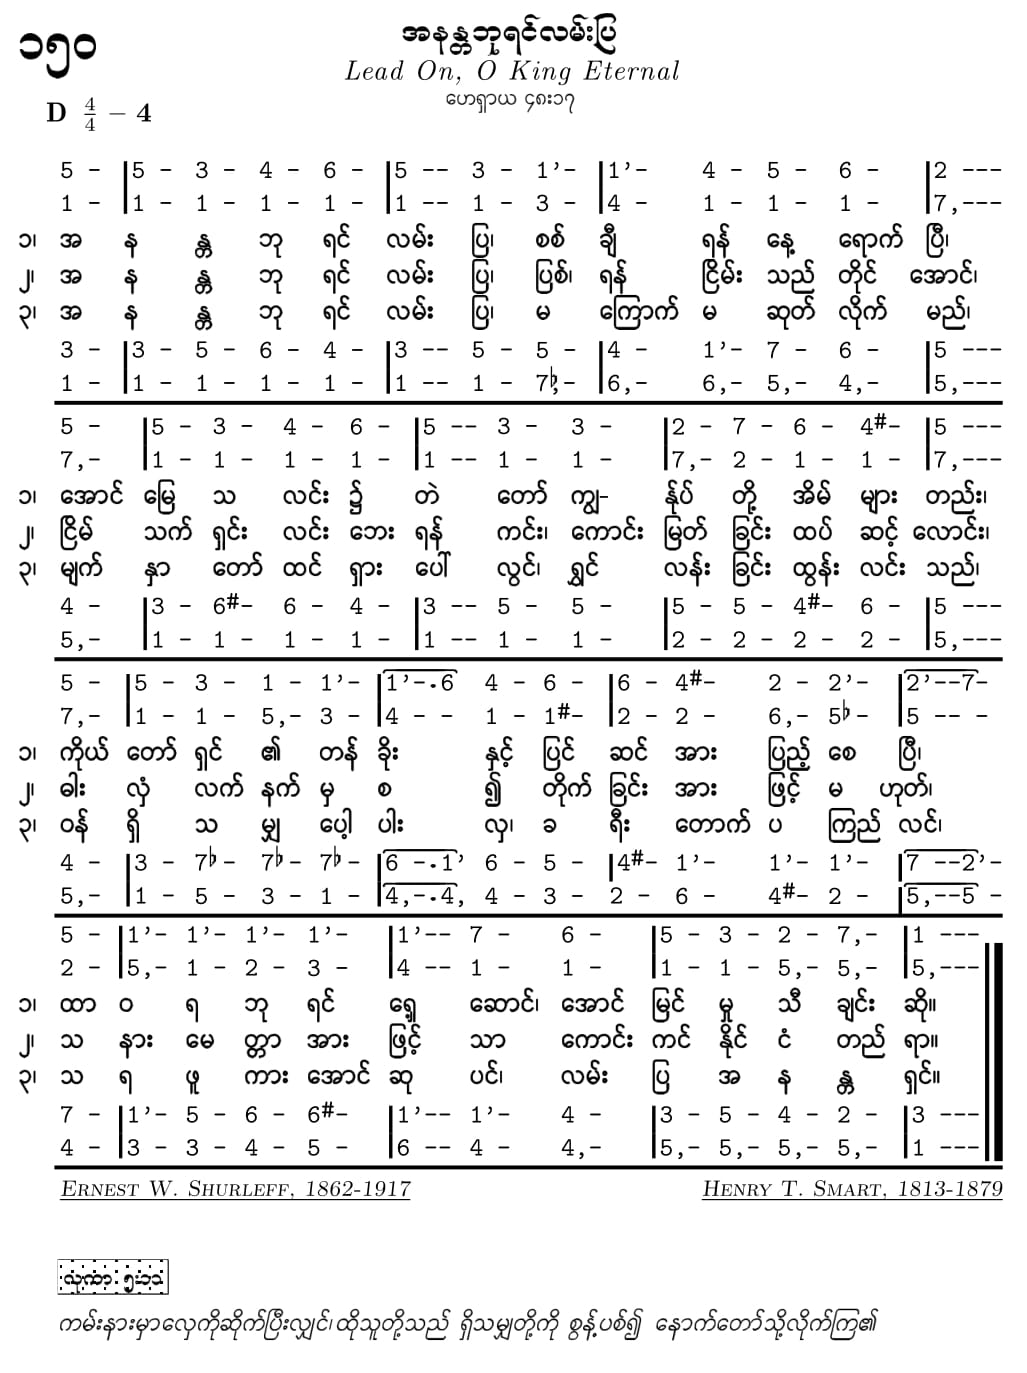 ၁၅၀
အနန္တဘုရင်လမ်းပြ
Lead On, O King Eternal
ဟေရှာယ ၄၈:၁၇
D 4/4 – 4
5 – |5 – 3 – 4 – 6 – |5 –– 3 – 1’– |1’– 4 – 5 – 6 – |2 –––
1 – |1 – 1 – 1 – 1 – |1 –– 1 – 3 – |4 – 1 – 1 – 1 – |7,–––
၁၊ အ န န္တ ဘု ရင် လမ်း ပြ၊ စစ် ချီ ရန် နေ့ ရောက် ပြီ၊
၂၊ အ န န္တ ဘု ရင် လမ်း ပြ၊ ပြစ်၊ ရန် ငြိမ်း သည် တိုင် အောင်၊
၃၊ အ န န္တ ဘု ရင် လမ်း ပြ၊ မ ကြောက် မ ဆုတ် လိုက် မည်၊
3 – |3 – 5 – 6 – 4 – |3 –– 5 – 5 – |4 – 1’– 7 – 6 – |5 –––
1 – |1 – 1 – 1 – 1 – |1 –– 1 – 7♭,– |6,– 6,– 5,– 4,– |5,–––
5 – |5 – 3 – 4 – 6 – |5 –– 3 – 3 – |2 – 7 – 6 – 4#– |5 –––
7,– |1 – 1 – 1 – 1 – |1 –– 1 – 1 – |7,– 2 – 1 – 1 – |7,–––
၁၊ အောင် မြေ သ လင်း ၌ တဲ တော် ကျွ– န်ုပ် တို့ အိမ် များ တည်း၊
၂၊ ငြိမ် သက် ရှင်း လင်း ဘေး ရန် ကင်း၊ ကောင်း မြတ် ခြင်း ထပ် ဆင့် လောင်း၊
၃၊ မျက် နှာ တော် ထင် ရှား ပေါ် လွင်၊ ရွှင် လန်း ခြင်း ထွန်း လင်း သည်၊
4 – |3 – 6#– 6 – 4 – |3 –– 5 – 5 – |5 – 5 – 4#– 6 – |5 –––
5,– |1 – 1 – 1 – 1 – |1 –– 1 – 1 – |2 – 2 – 2 – 2 – |5,–––
5 – |5 – 3 – 1 – 1’– |1’–.6 4 – 6 – |6 – 4#– 2 – 2’– |2’––7–
7,– |1 – 1 – 5,– 3 – |4 – – 1 – 1#– |2 – 2 – 6,– 5♭– |5 –– –
၁၊ ကိုယ် တော် ရှင် ၏ တန် ခိုး နှင့် ပြင် ဆင် အား ပြည့် စေ ပြီ၊
၂၊ ဓါး လှံ လက် နက် မှ စ ၍ တိုက် ခြင်း အား ဖြင့် မ ဟုတ်၊
၃၊ ဝန် ရှိ သ မျှ ပေါ့ ပါး လှ၊ ခ ရီး တောက် ပ ကြည် လင်၊
4 – |3 – 7♭– 7♭– 7♭– |6 –.1’ 6 – 5 – |4#– 1’– 1’– 1’– |7 ––2’–
5,– |1 – 5 – 3 – 1 – |4,–.4, 4 – 3 – 2 – 6 – 4#– 2 – |5,––5 –
5 – |1’– 1’– 1’– 1’– |1’–– 7 – 6 – |5 – 3 – 2 – 7,– |1 –––
2 – |5,– 1 – 2 – 3 – |4 –– 1 – 1 – |1 – 1 – 5,– 5,– |5,–––
၁၊ ထာ ဝ ရ ဘု ရင် ရှေ့ ဆောင်၊ အောင် မြင် မှု သီ ချင်း ဆို။
၂၊ သ နား မေ တ္တာ အား ဖြင့် သာ ကောင်း ကင် နိုင် ငံ တည် ရာ။
၃၊ သ ရ ဖူ ကား အောင် ဆု ပင်၊ လမ်း ပြ အ န န္တ ရှင်။
7 – |1’– 5 – 6 – 6#– |1’–– 1’– 4 – |3 – 5 – 4 – 2 – |3 –––
4 – |3 – 3 – 4 – 5 – |6 –– 4 – 4,– |5,– 5,– 5,– 5,– |1 –––
ERNEST W. SHURLEFF, 1862-1917 HENRY T. SMART, 1813-1879
လုကာ ၅:၁၁
ကမ်းနားမှာလှေကိုဆိုက်ပြီးလျှင်၊ထိုသူတို့သည် ရှိသမျှတို့ကို စွန့်ပစ်၍ နောက်တော်သို့လိုက်ကြ၏